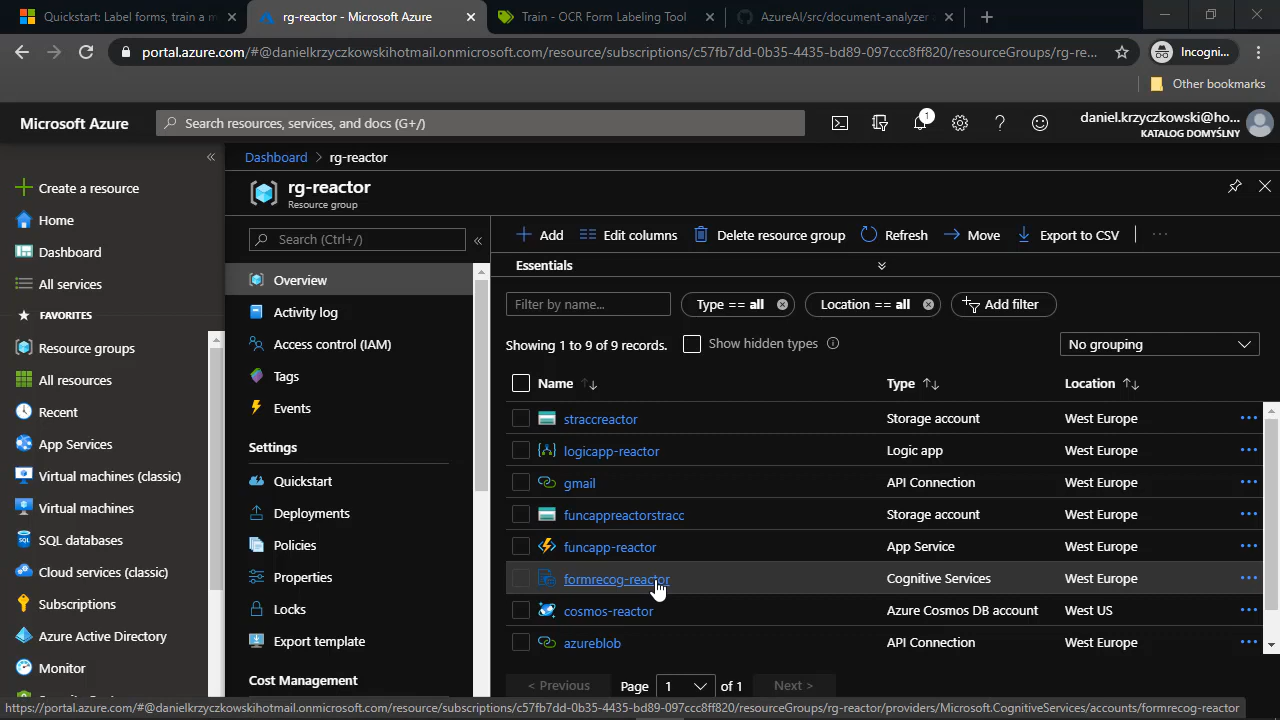 Quickstart: Label forms, train a m
rg-reactor - Microsoft Azure
Train - OCR Form Labeling Tool
AzureAI/src/document-analyzer
portal.azure.com/#@danielkrzyczkowskihotmail.onmicrosoft.com/resource/subscriptions/c57fb7dd-0b35-4435-bd89-097ccc8ff820/resourceGroups/rg-re...
Incogni...
Other bookmarks
Microsoft Azure
Search resources, services, and docs (G+/)
1
daniel.krzyczkowski@ho...
KATALOG DOMYŚLNY
Create a resource
Home
Dashboard
All services
FAVORITES
Resource groups
All resources
Recent
App Services
Virtual machines (classic)
Virtual machines
SQL databases
Cloud services (classic)
Subscriptions
Azure Active Directory
Monitor
Dashboard > rg-reactor
rg-reactor
Resource group
Search (Ctrl+/)
Overview
Activity log
Access control (IAM)
Tags
Events
Settings
Quickstart
Deployments
Policies
Properties
Locks
Export template
Cost Management
Add
Edit columns
Delete resource group
Refresh
Move
Export to CSV
Essentials
Filter by name...
Type == all
Location == all
Add filter
Showing 1 to 9 of 9 records.
Show hidden types
No grouping
Name Type Location
straccreactor Storage account West Europe
logicapp-reactor Logic app West Europe
gmail API Connection West Europe
funcappreactorstracc Storage account West Europe
funcapp-reactor App Service West Europe
formrecog-reactor Cognitive Services West Europe
cosmos-reactor Azure Cosmos DB account West US
azureblob API Connection West Europe
< Previous Page 1 of 1 Next >
https://portal.azure.com/#@danielkrzyczkowskihotmail.onmicrosoft.com/resource/subscriptions/c57fb7dd-0b35-4435-bd89-097ccc8ff820/resourceGroups/rg-reactor/providers/Microsoft.CognitiveServices/accounts/formrecog-reactor